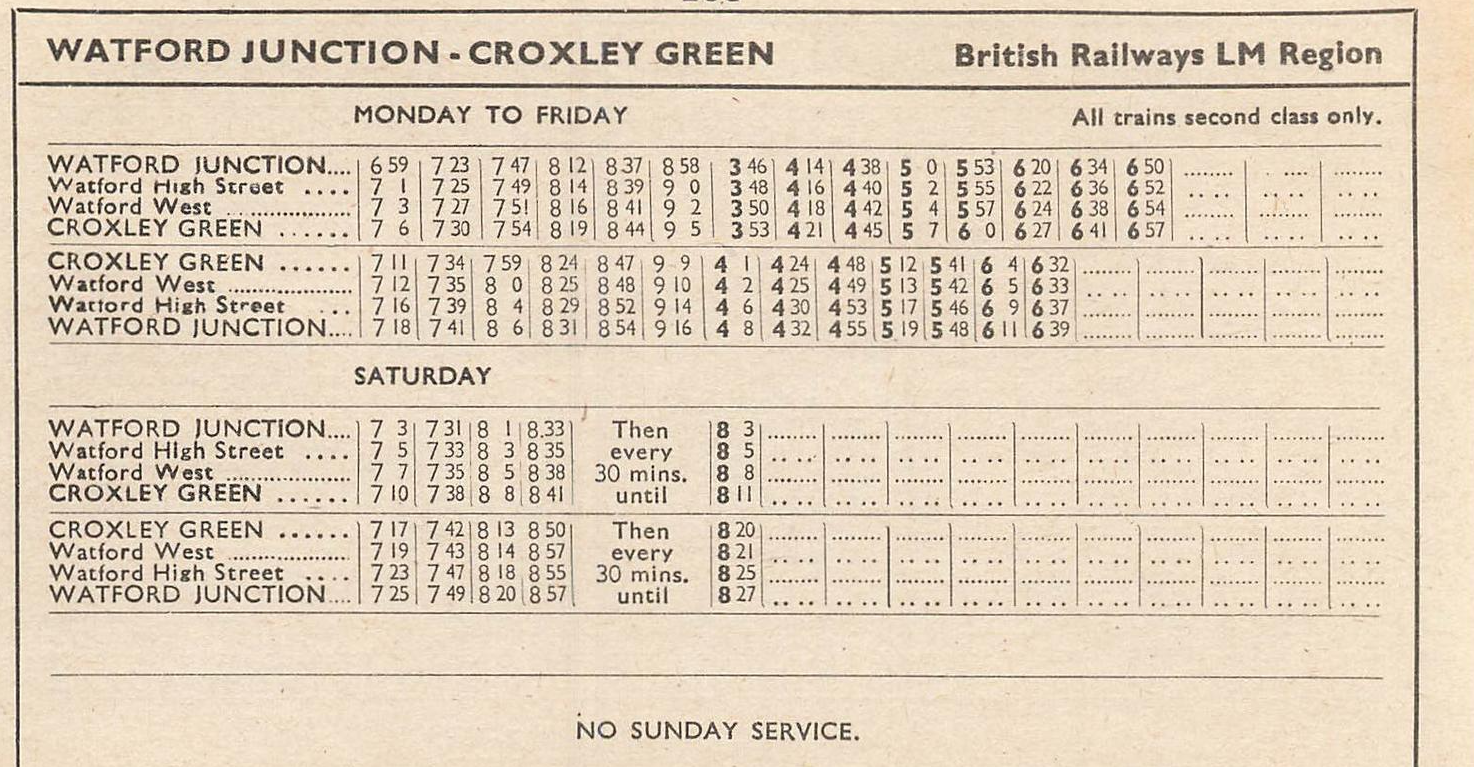 WATFORD JUNCTION - CROXLEY GREEN British Railways LM Region
MONDAY TO FRIDAY All trains second class only.
WATFORD JUNCTION.... 6 59 7 23 7 47 8 12 8 37 8 58 3 46 4 14 4 38 5 0 5 53 6 20 6 34 6 50
Watford High Street .... 7 1 7 25 7 49 8 14 8 39 9 0 3 48 4 16 4 40 5 2 5 55 6 22 6 36 6 52
Watford West .................. 7 3 7 27 7 51 8 16 8 41 9 2 3 50 4 18 4 42 5 4 5 57 6 24 6 38 6 54
CROXLEY GREEN ...... 7 6 7 30 7 54 8 19 8 44 9 5 3 53 4 21 4 45 5 7 6 0 6 27 6 41 6 57
CROXLEY GREEN ...... 7 11 7 34 7 59 8 24 8 47 9 9 4 1 4 24 4 48 5 12 5 41 6 4 6 32
Watford West .................. 7 12 7 35 8 0 8 25 8 48 9 10 4 2 4 25 4 49 5 13 5 42 6 5 6 33
Watford High Street ... 7 16 7 39 8 4 8 29 8 52 9 14 4 6 4 30 4 53 5 17 5 46 6 9 6 37
WATFORD JUNCTION.... 7 18 7 41 8 6 8 31 8 54 9 16 4 8 4 32 4 55 5 19 5 48 6 11 6 39
SATURDAY
WATFORD JUNCTION.... 7 3 7 31 8 1 8.33 Then 8 3
Watford High Street .... 7 5 7 33 8 3 8 35 every 8 5
Watford West .................. 7 7 7 35 8 5 8 38 30 mins. 8 8
CROXLEY GREEN ...... 7 10 7 38 8 8 8 41 until 8 11
CROXLEY GREEN ...... 7 17 7 42 8 13 8 50 Then 8 20
Watford West .................. 7 19 7 43 8 14 8 57 every 8 21
Watford High Street .... 7 23 7 47 8 18 8 55 30 mins. 8 25
WATFORD JUNCTION.... 7 25 7 49 8 20 8 57 until 8 27
NO SUNDAY SERVICE.